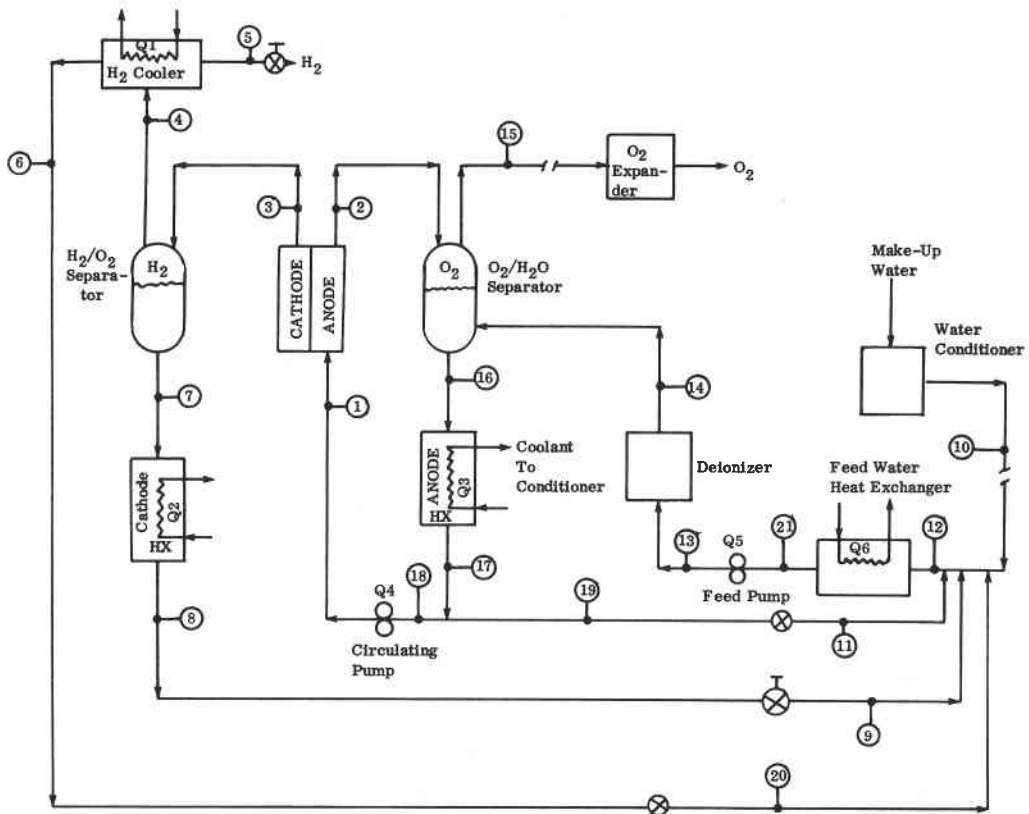 Q1
H2 Cooler
5
H2
4
6
15
O2
Expan-
der
O2
3
2
H2/O2
Separa-
tor
H2
CATHODE
ANODE
O2
O2/H2O
Separator
Make-Up
Water
Water
Conditioner
7
1
16
14
10
Cathode
Q2
HX
ANODE
Q3
HX
Coolant
To
Conditioner
Deionizer
Feed Water
Heat Exchanger
13
Q5
21
Q6
12
Feed Pump
8
Q4
18
17
19
11
Circulating
Pump
9
20